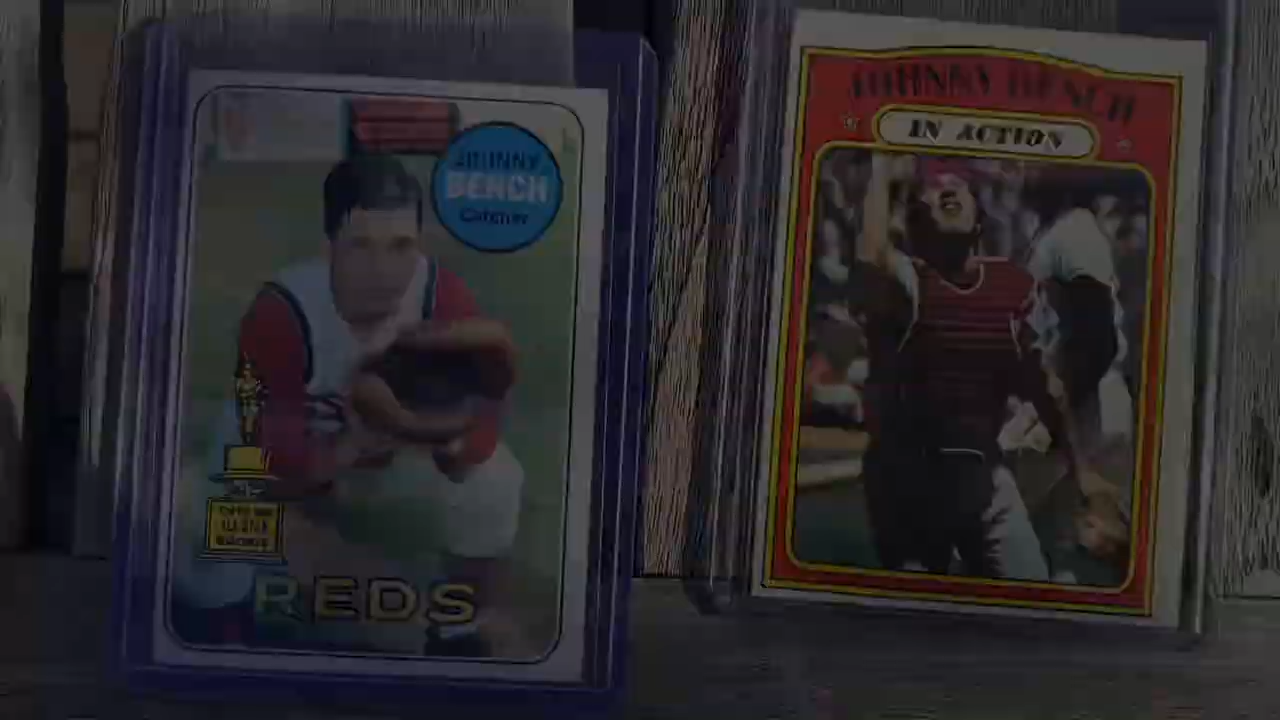 JOHNNY
BENCH
Catcher
REDS
JOHNNY BENCH
IN ACTION